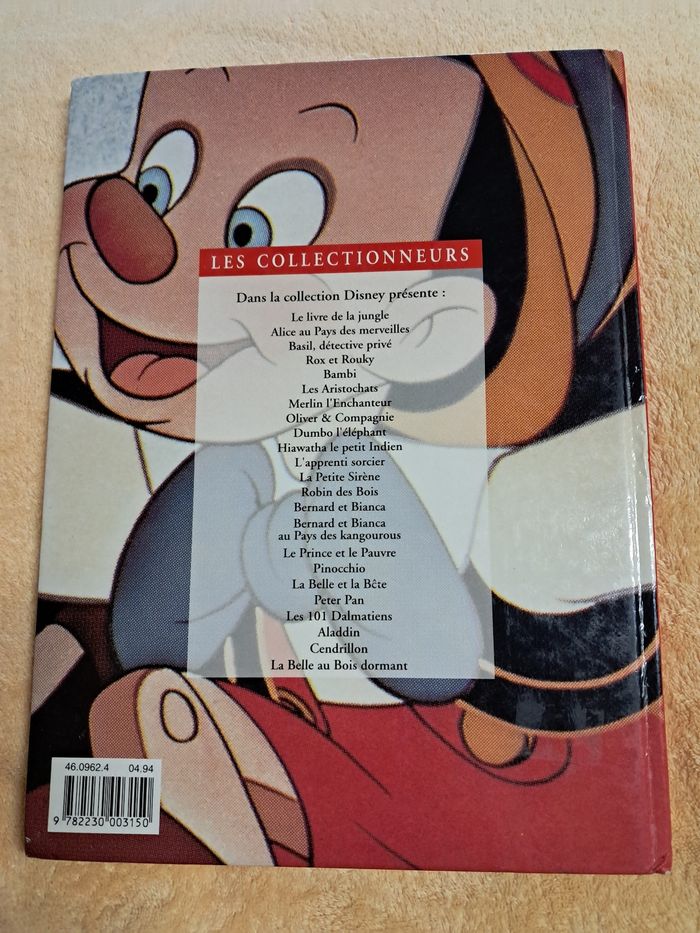 LES COLLECTIONNEURS
Dans la collection Disney présente :
Le livre de la jungle
Alice au Pays des merveilles
Basil, détective privé
Rox et Rouky
Bambi
Les Aristochats
Merlin l'Enchanteur
Oliver & Compagnie
Dumbo l'éléphant
Hiawatha le petit Indien
L'apprenti sorcier
La Petite Sirène
Robin des Bois
Bernard et Bianca
Bernard et Bianca
au Pays des kangourous
Le Prince et le Pauvre
Pinocchio
La Belle et la Bête
Peter Pan
Les 101 Dalmatiens
Aladdin
Cendrillon
La Belle au Bois dormant
46.0962.4 04.94
9 782230 003150